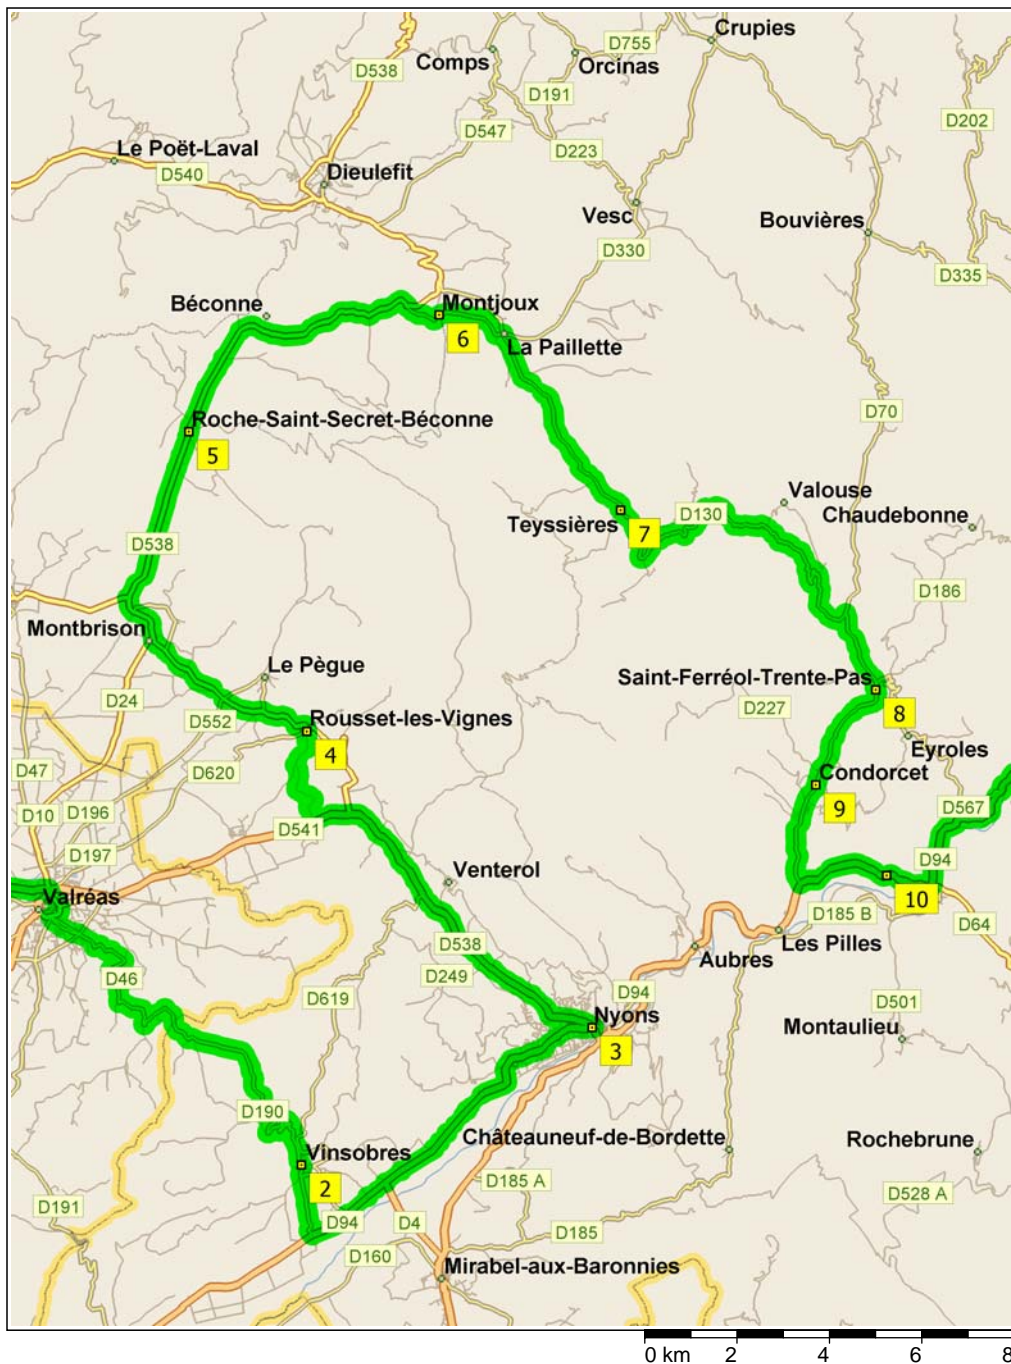 Crupies
D755
Comps
Orcinas
D538
D191
D202
D547
Le Poët-Laval
D223
D540
Dieulefit
Vesc
Bouvières
D330
D335
Béconne
Montjoux
6
La Paillette
Roche-Saint-Secret-Béconne
D70
5
Valouse
Teyssières
D130
Chaudebonne
7
D538
D186
Montbrison
Le Pègue
Saint-Ferréol-Trente-Pas
D24
D552
Rousset-les-Vignes
D227
8
4
Eyroles
D47
D620
Condorcet
D10
D196
9
D567
D541
D197
D94
Venterol
Valréas
10
D185 B
D64
D538
Les Pilles
D46
D249
Aubres
D619
D94
D501
Nyons
Montaulieu
3
D190
Châteauneuf-de-Bordette
Rochebrune
Vinsobres
2
D185 A
D528 A
D191
D94
D4
D185
D160
Mirabel-aux-Baronnies
0 km 2 4 6 8